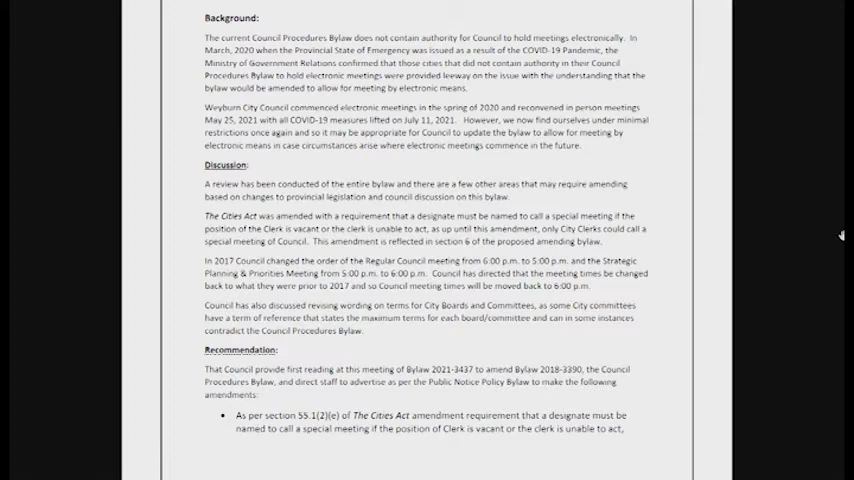 Background:
The current Council Procedures Bylaw does not contain authority for Council to hold meetings electronically. In
March, 2020 when the Provincial State of Emergency was issued as a result of the COVID-19 Pandemic, the
Ministry of Government Relations confirmed that those cities that did not contain authority in their Council
Procedures Bylaw to hold electronic meetings were provided leeway on the issue with the understanding that the
bylaw would be amended to allow for meeting by electronic means.
Weyburn City Council commenced electronic meetings in the spring of 2020 and reconvened in person meetings
May 25, 2021 with all COVID-19 measures lifted on July 11, 2021. However, we now find ourselves under minimal
restrictions once again and so it may be appropriate for Council to update the bylaw to allow for meeting by
electronic means in case circumstances arise where electronic meetings commence in the future.
Discussion:
A review has been conducted of the entire bylaw and there are a few other areas that may require amending
based on changes to provincial legislation and council discussion on this bylaw.
The Cities Act was amended with a requirement that a designate must be named to call a special meeting if the
position of the Clerk is vacant or the clerk is unable to act, as up until this amendment, only City Clerks could call a
special meeting of Council. This amendment is reflected in section 6 of the proposed amending bylaw.
In 2017 Council changed the order of the Regular Council meeting from 6:00 p.m. to 5:00 p.m. and the Strategic
Planning & Priorities Meeting from 5:00 p.m. to 6:00 p.m. Council has directed that the meeting times be changed
back to what they were prior to 2017 and so Council meeting times will be moved back to 6:00 p.m.
Council has also discussed revising wording on terms for City Boards and Committees, as some City committees
have a term of reference that states the maximum terms for each board/committee and can in some instances
contradict the Council Procedures Bylaw.
Recommendation:
That Council provide first reading at this meeting of Bylaw 2021-3437 to amend Bylaw 2018-3390, the Council
Procedures Bylaw, and direct staff to advertise as per the Public Notice Policy Bylaw to make the following
amendments:
• As per section 55.1(2)(e) of The Cities Act amendment requirement that a designate must be
named to call a special meeting if the position of Clerk is vacant or the clerk is unable to act,